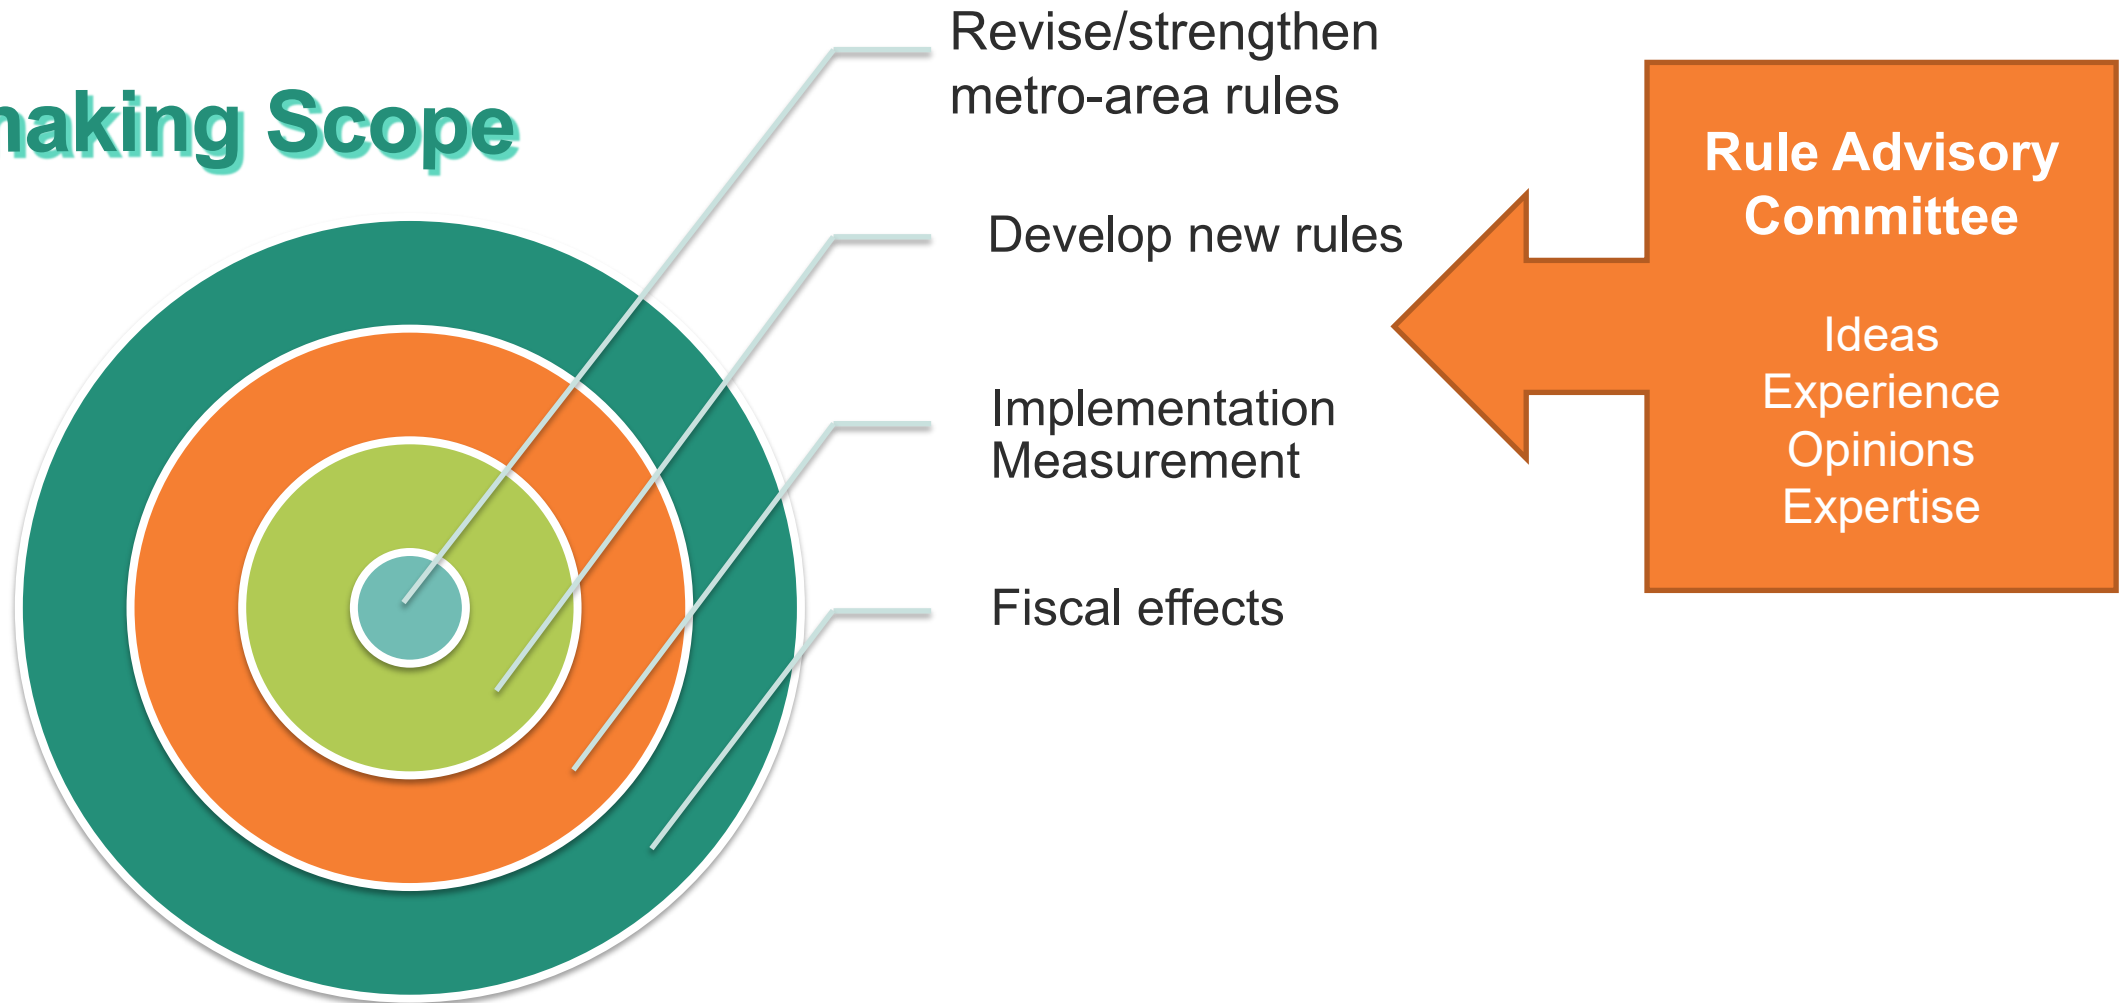 making Scope
Revise/strengthen
metro-area rules
Develop new rules
Implementation
Measurement
Fiscal effects
Rule Advisory
Committee
Ideas
Experience
Opinions
Expertise